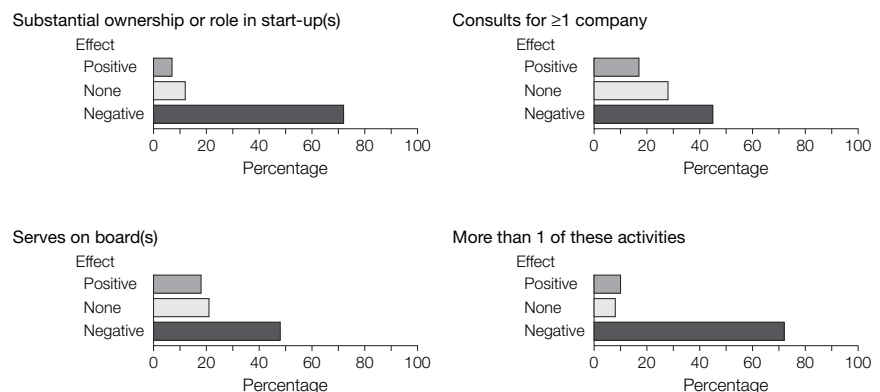 Substantial ownership or role in start-up(s)
Effect
Positive
None
Negative
0 20 40 60 80 100
Percentage
Consults for ≥1 company
Effect
Positive
None
Negative
0 20 40 60 80 100
Percentage
Serves on board(s)
Effect
Positive
None
Negative
0 20 40 60 80 100
Percentage
More than 1 of these activities
Effect
Positive
None
Negative
0 20 40 60 80 100
Percentage